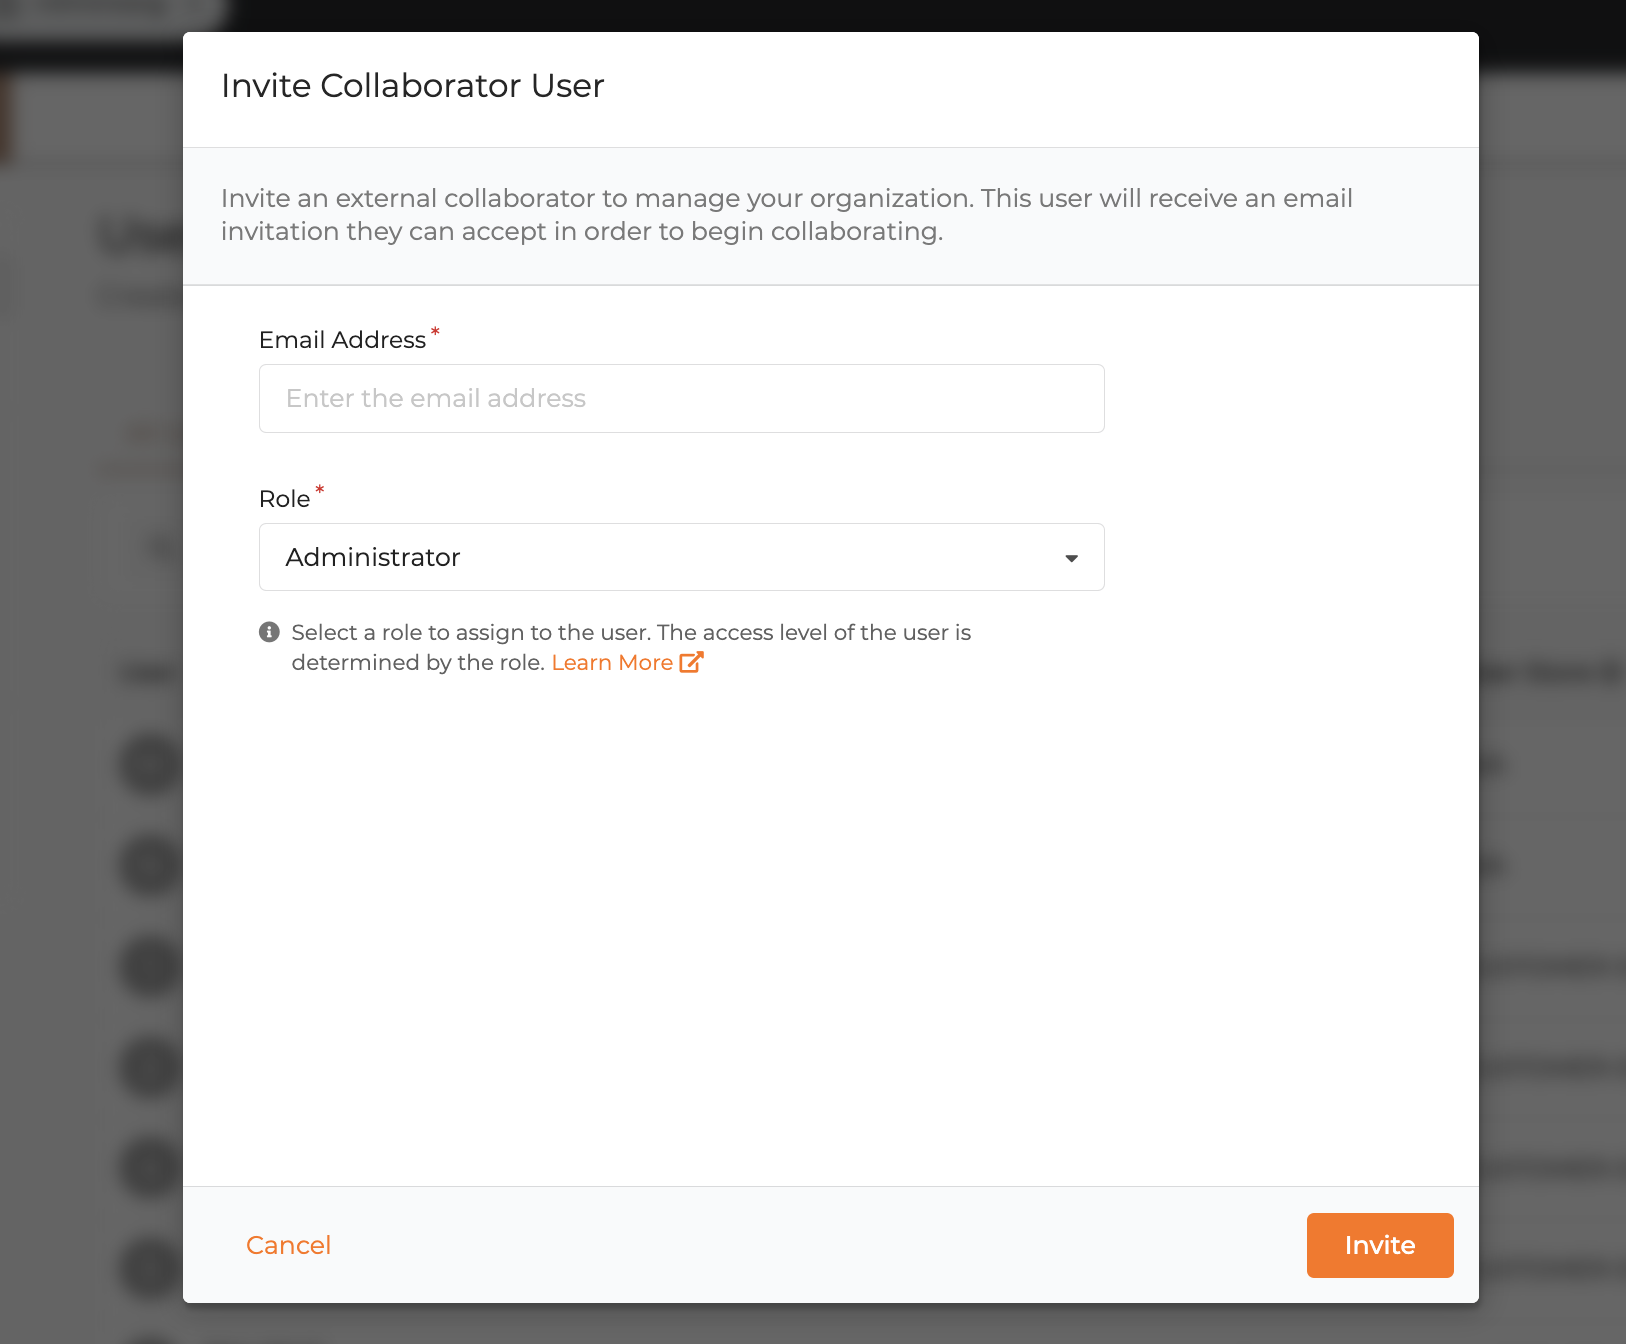 Invite Collaborator User
Invite an external collaborator to manage your organization. This user will receive an email
invitation they can accept in order to begin collaborating.
Email Address*
Enter the email address
Role*
Administrator
Select a role to assign to the user. The access level of the user is
determined by the role. Learn More
Cancel
Invite